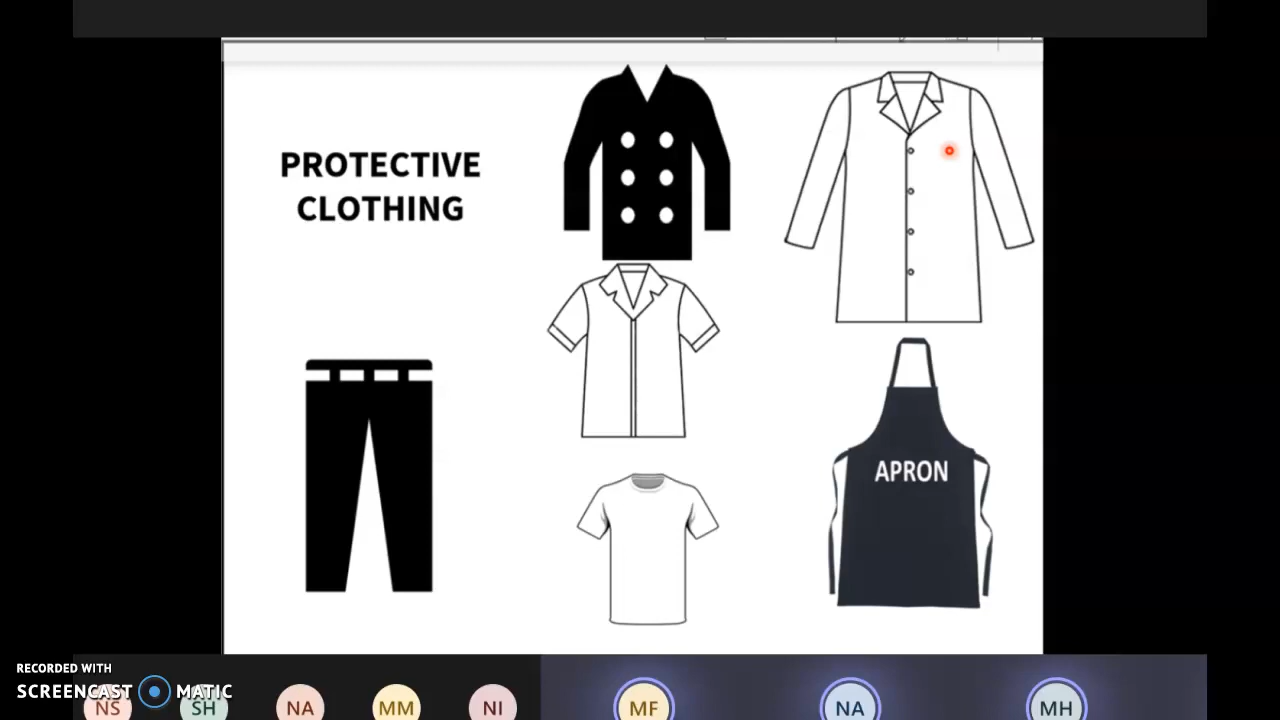 PROTECTIVE
CLOTHING
APRON
RECORDED WITH
SCREENCAST MATIC
NS
SH
NA
MM
NI
MF
NA
MH